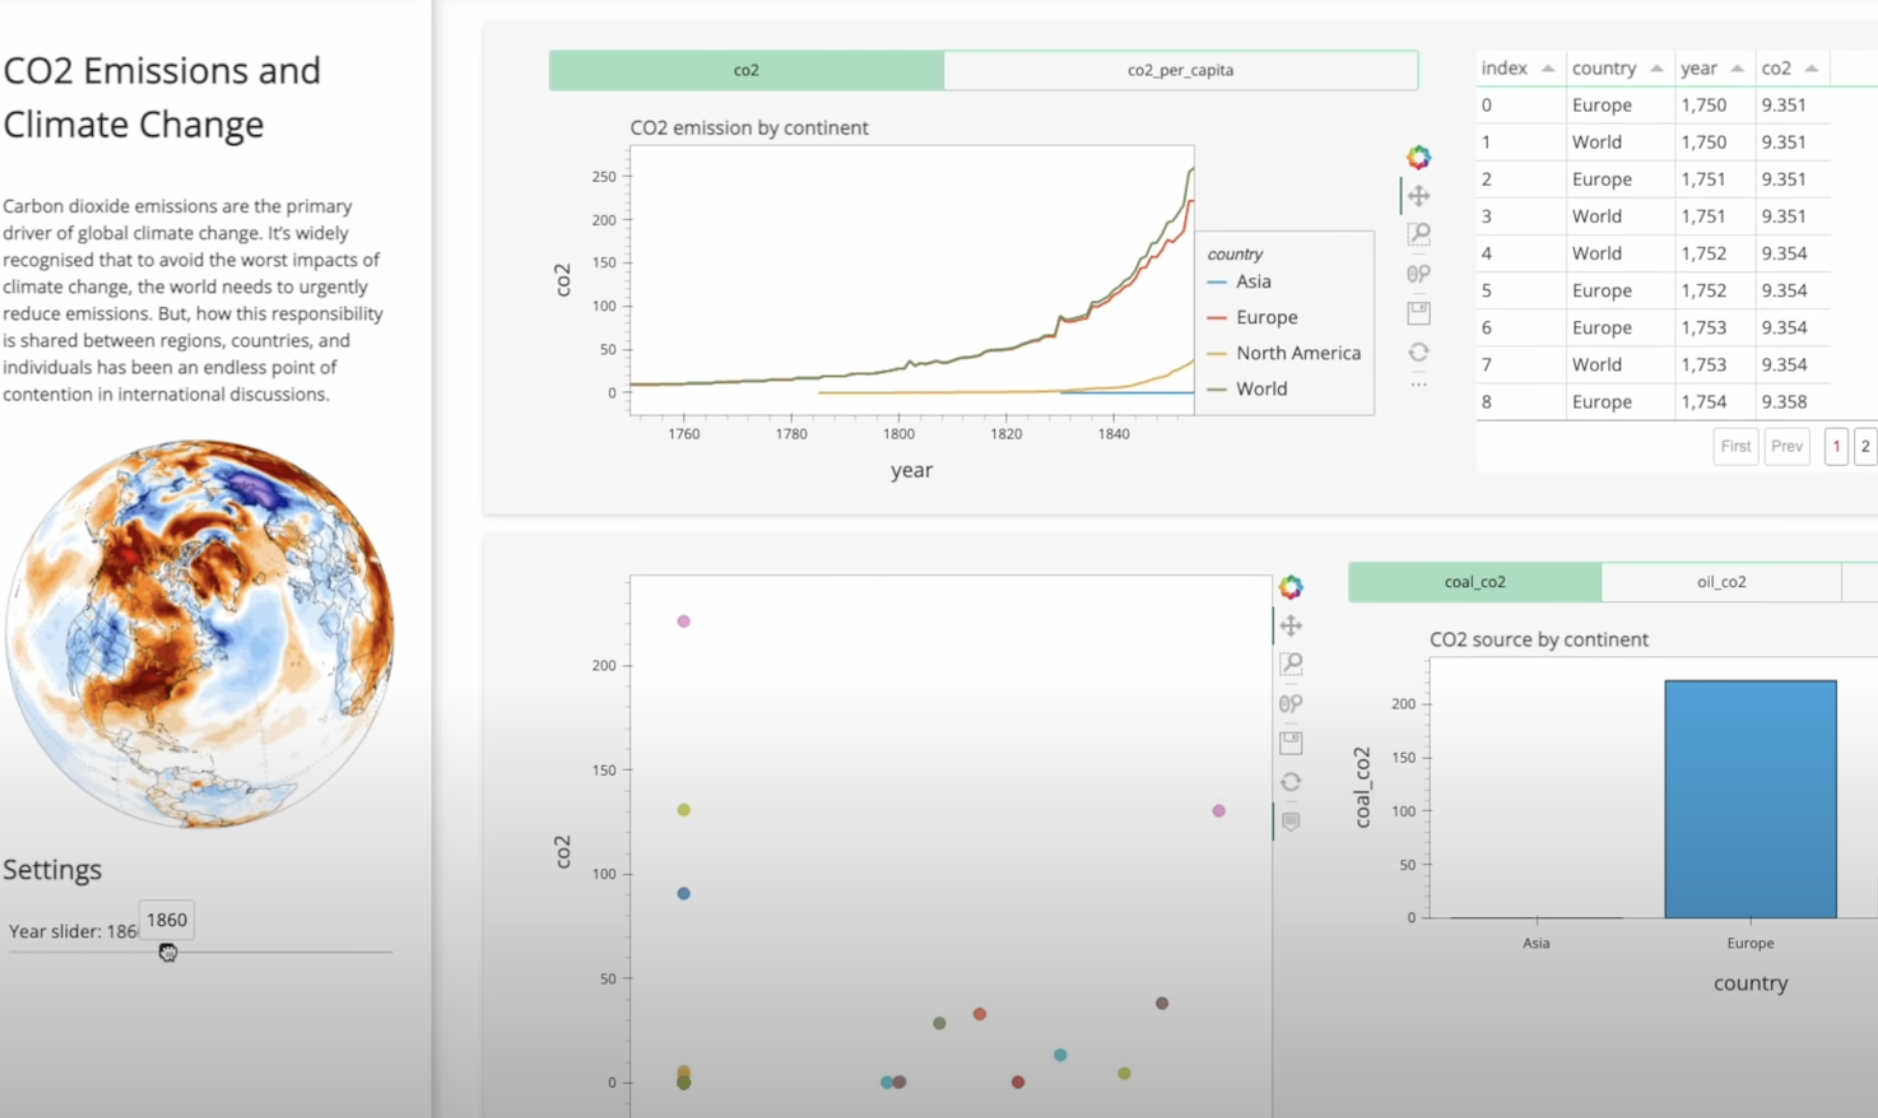 CO2 Emissions and
Climate Change
Carbon dioxide emissions are the primary
driver of global climate change. It's widely
recognised that to avoid the worst impacts of
climate change, the world needs to urgently
reduce emissions. But, how this responsibility
is shared between regions, countries, and
individuals has been an endless point of
contention in international discussions.
Settings
Year slider: 186
1860
co2
co2_per_capita
CO2 emission by continent
co2
250
200
150
100
50
0
1760 1780 1800 1820 1840
year
country
Asia
Europe
North America
World
index country year co2
0 Europe 1,750 9.351
1 World 1,750 9.351
2 Europe 1,751 9.351
3 World 1,751 9.351
4 World 1,752 9.354
5 Europe 1,752 9.354
6 Europe 1,753 9.354
7 World 1,753 9.354
8 Europe 1,754 9.358
First Prev 1 2
co2
200
150
100
50
0
coal_co2
oil_co2
CO2 source by continent
coal_co2
200
150
100
50
0
Asia Europe
country